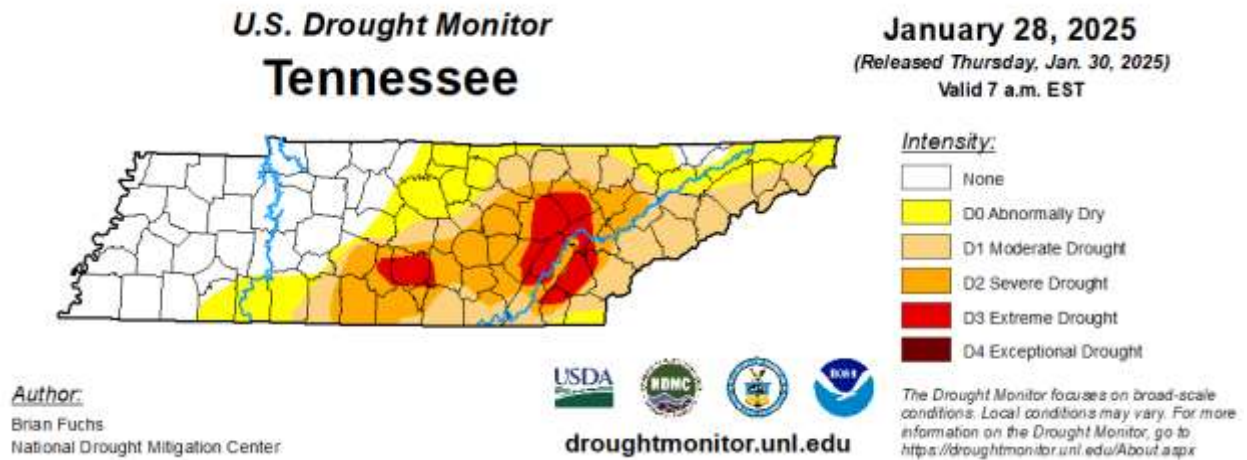 U.S. Drought Monitor
Tennessee
January 28, 2025
(Released Thursday, Jan. 30, 2025)
Valid 7 a.m. EST
Intensity:
None
D0 Abnormally Dry
D1 Moderate Drought
D2 Severe Drought
D3 Extreme Drought
D4 Exceptional Drought
Author:
Brian Fuchs
National Drought Mitigation Center
USDA
NDMC
NOAA
droughtmonitor.unl.edu
The Drought Monitor focuses on broad-scale
conditions. Local conditions may vary. For more
information on the Drought Monitor, go to
https://droughtmonitor.unl.edu/About.aspx